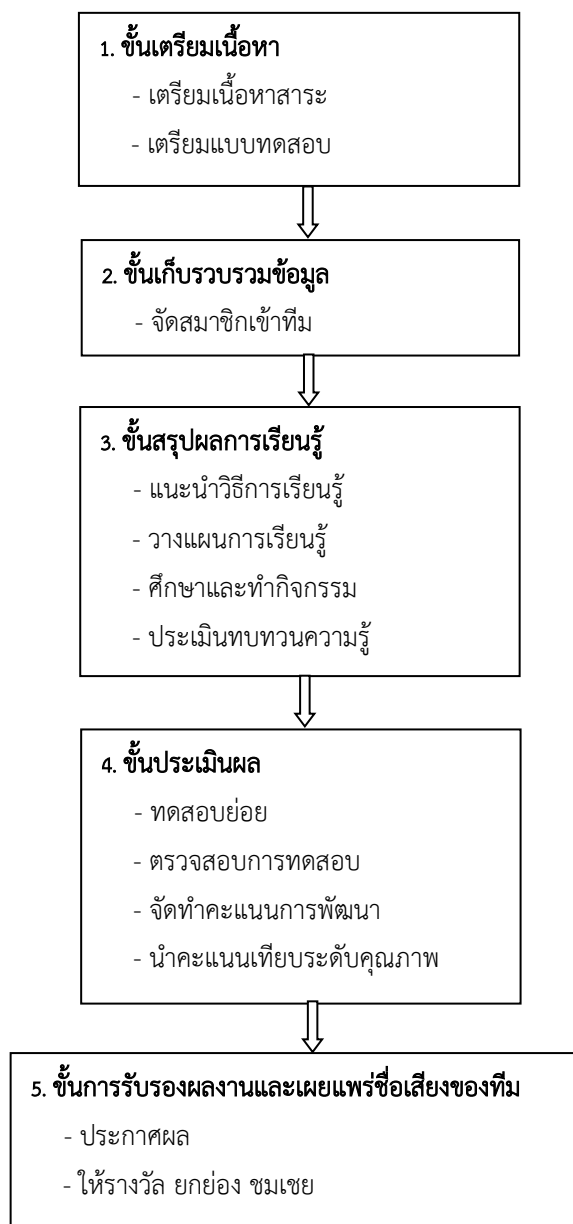 1. ขั้นเตรียมเนื้อหา
- เตรียมเนื้อหาสาระ
- เตรียมแบบทดสอบ
2. ขั้นเก็บรวบรวมข้อมูล
- จัดสมาชิกเข้าทีม
3. ขั้นสรุปผลการเรียนรู้
- แนะนำวิธีการเรียนรู้
- วางแผนการเรียนรู้
- ศึกษาและทำกิจกรรม
- ประเมินทบทวนความรู้
4. ขั้นประเมินผล
- ทดสอบย่อย
- ตรวจสอบการทดสอบ
- จัดทำคะแนนการพัฒนา
- นำคะแนนเทียบระดับคุณภาพ
5. ขั้นการรับรองผลงานและเผยแพร่ชื่อเสียงของทีม
- ประกาศผล
- ให้รางวัล ยกย่อง ชมเชย